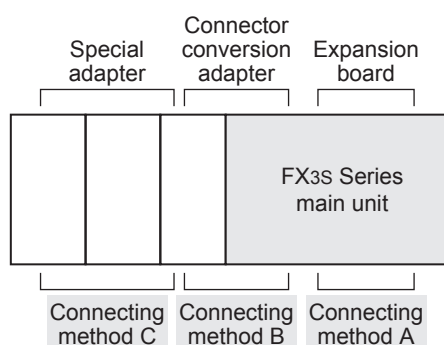 Special
adapter
Connector
conversion
adapter
Expansion
board
FX3S Series
main unit
Connecting
method C
Connecting
method B
Connecting
method A